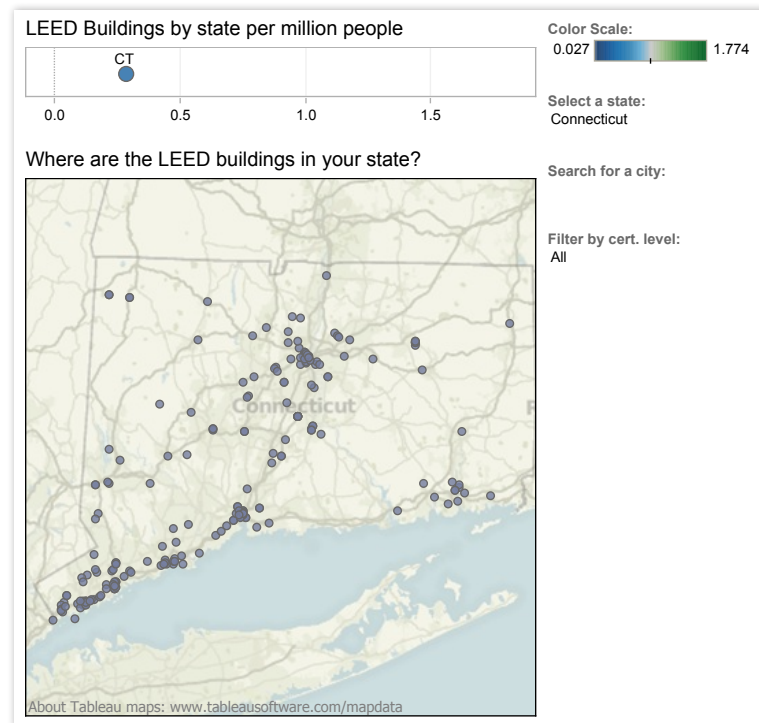 LEED Buildings by state per million people
CT
0.0 0.5 1.0 1.5
Color Scale:
0.027 1.774
Select a state:
Connecticut
Where are the LEED buildings in your state?
Search for a city:
Filter by cert. level:
All
Connecticut
R
About Tableau maps: www.tableausoftware.com/mapdata